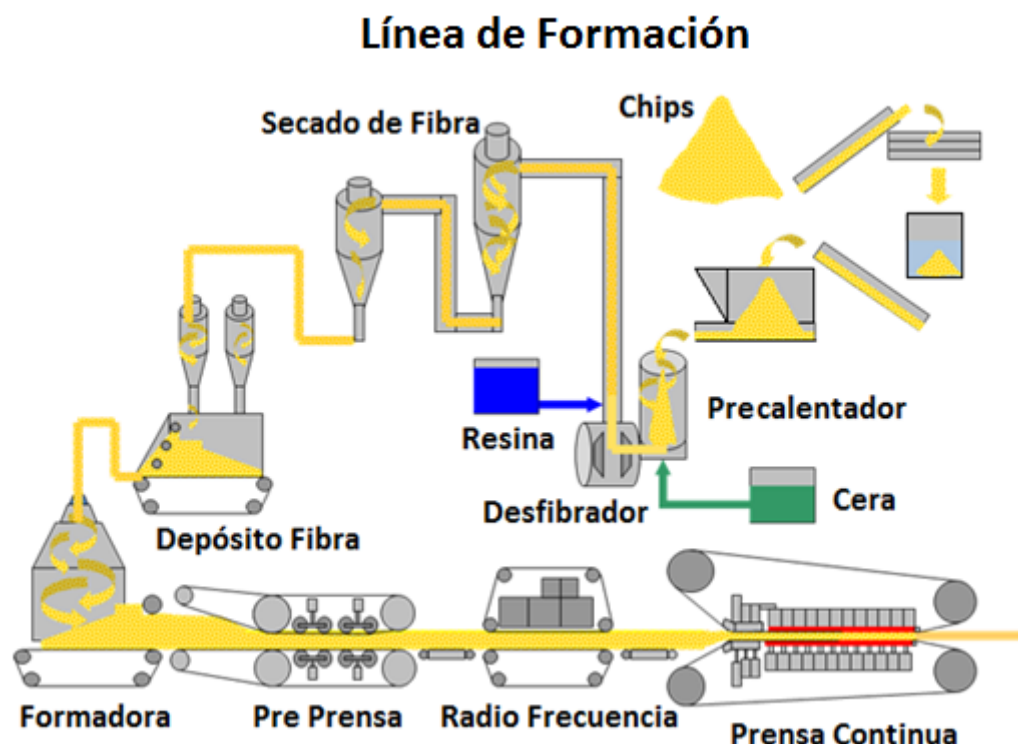 Línea de Formación
Chips
Secado de Fibra
Precalentador
Resina
Desfibrador
Cera
Depósito Fibra
Formadora
Pre Prensa
Radio Frecuencia
Prensa Continua